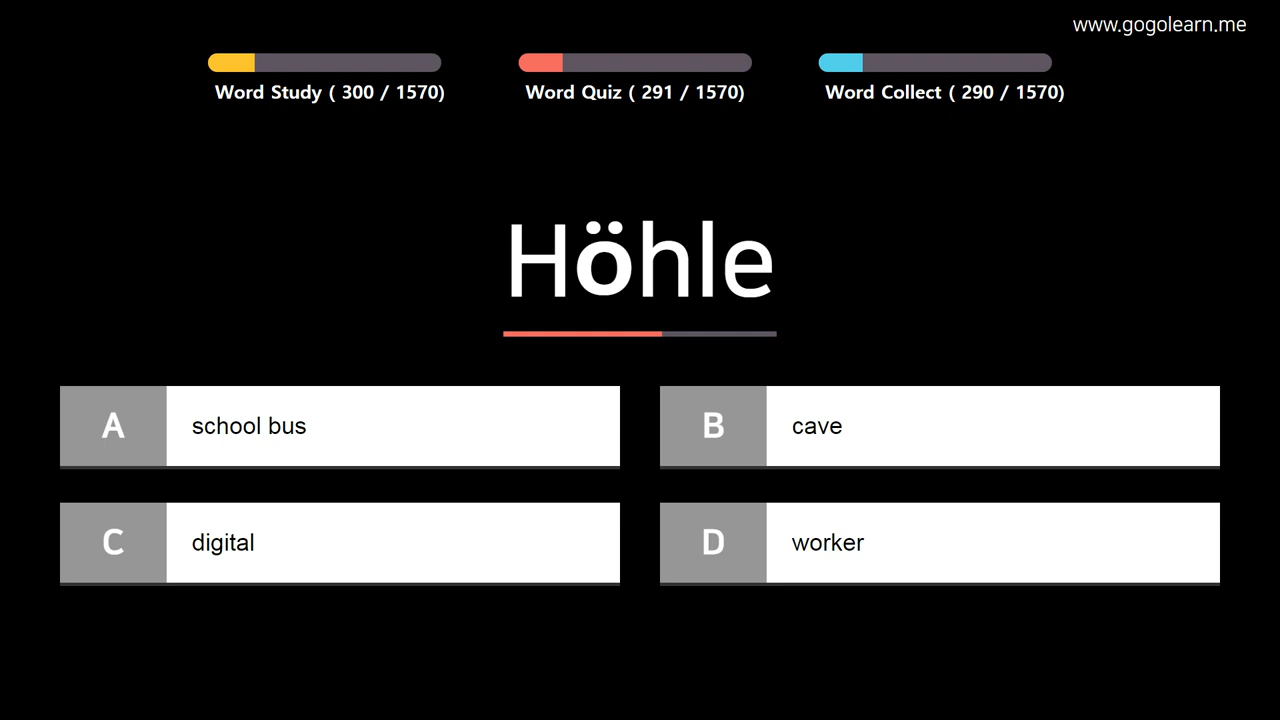 www.gogolearn.me
Word Study ( 300 / 1570)
Word Quiz ( 291 / 1570)
Word Collect ( 290 / 1570)
Höhle
A school bus
B cave
C digital
D worker